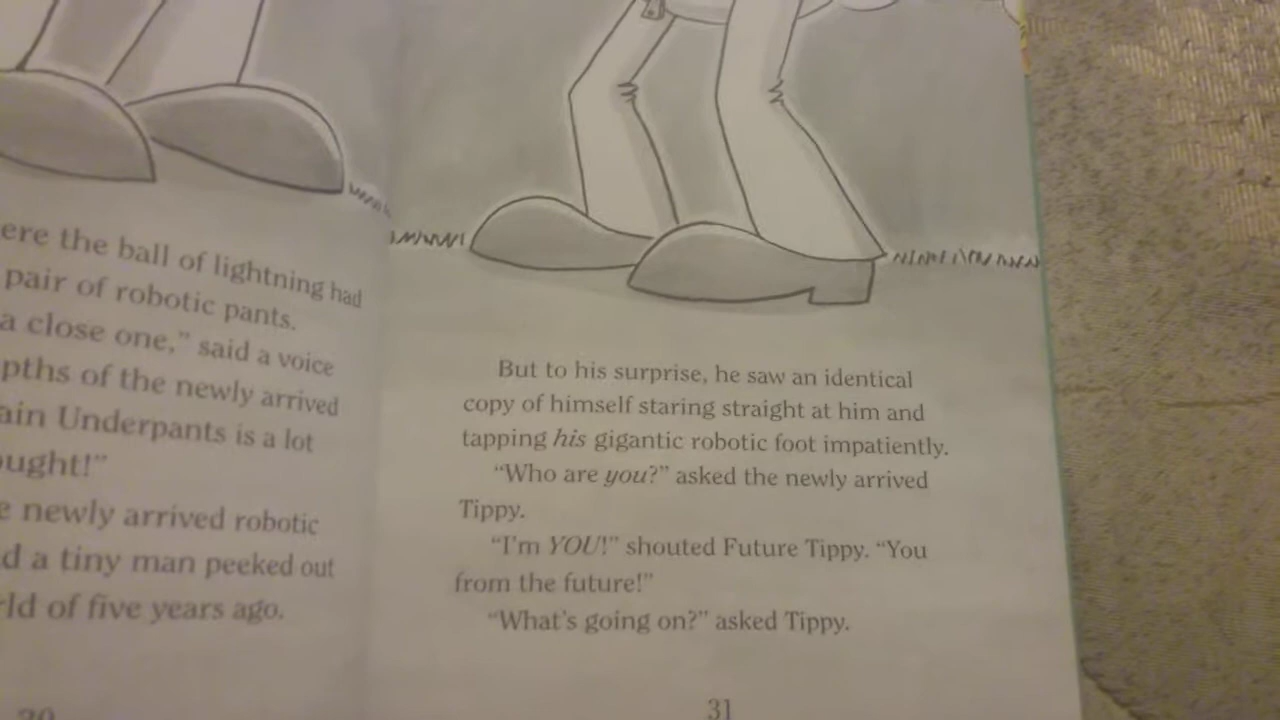 ere the ball of lightning had
pair of robotic pants.
a close one,” said a voice
pths of the newly arrived
ain Underpants is a lot
ought!”
e newly arrived robotic
d a tiny man peeked out
rld of five years ago.
But to his surprise, he saw an identical
copy of himself staring straight at him and
tapping his gigantic robotic foot impatiently.
“Who are you?” asked the newly arrived
Tippy.
“I’m YOU!” shouted Future Tippy. “You
from the future!”
“What’s going on?” asked Tippy.
31